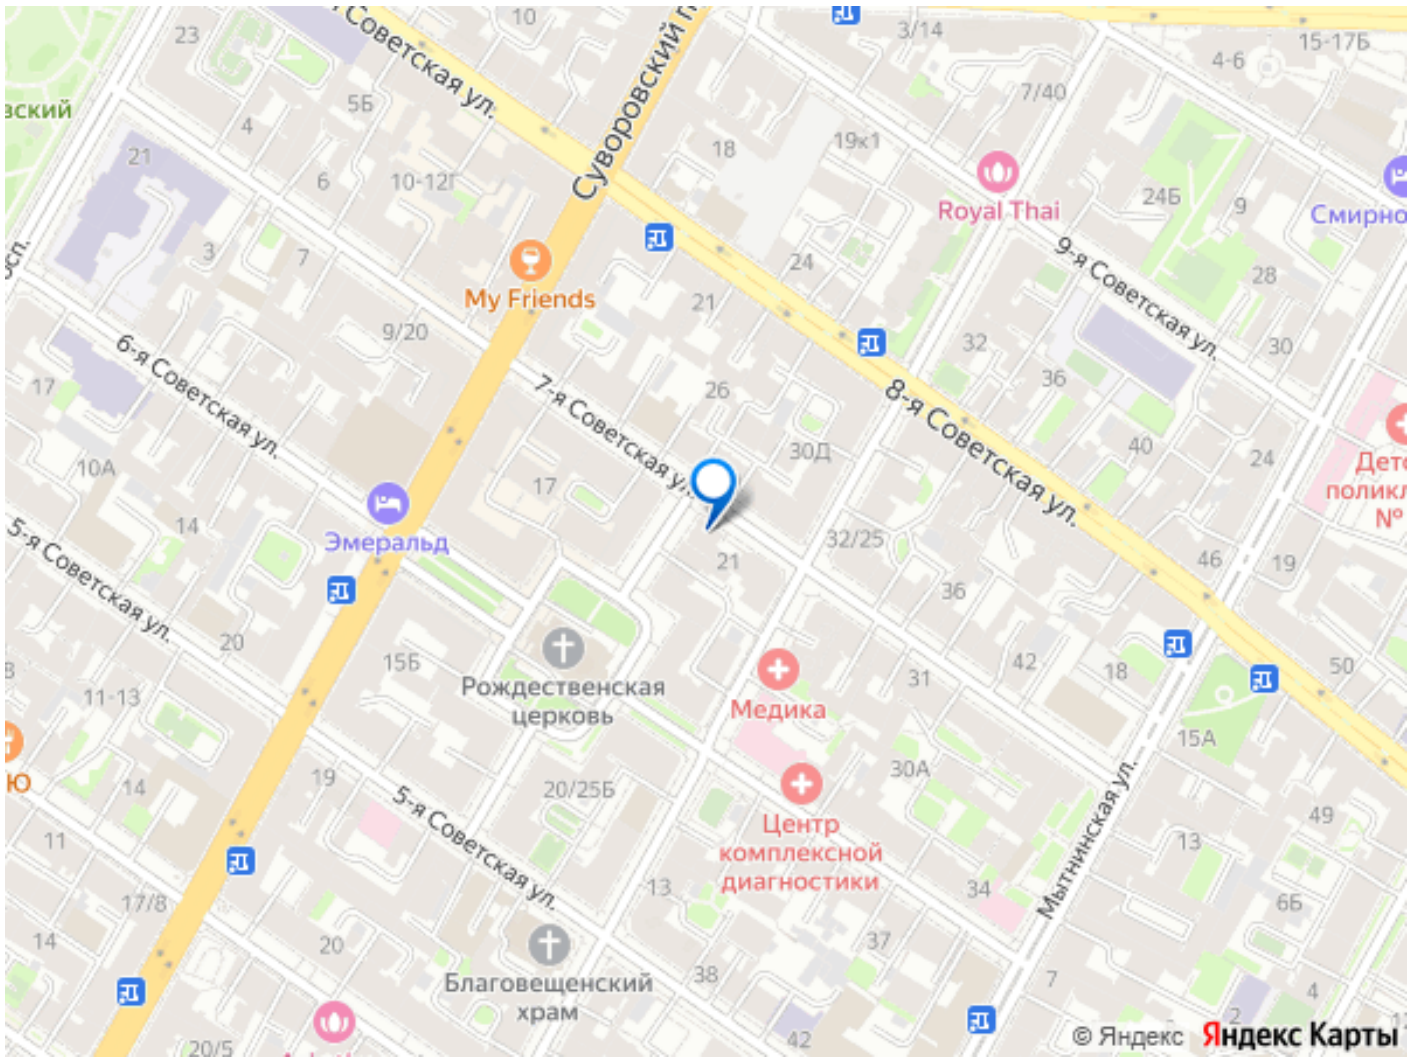 10
3/14
15-17Б
23
Советская ул.
Суворовский п
4-6
вский
5Б
7/40
4
18
19к1
21
6
10-12Г
Royal Thai
24Б
9
Смирно
3
7
24
9-я Советская ул.
28
My Friends
21
9/20
32
30
6-я Советская ул.
17
7-я Советская ул.
26
36
8-я Советская ул.
30Д
40
24
Детс
поликл
№
10А
17
14
Эмеральд
21
32/25
46
19
5-я Советская ул.
36
20
15Б
42
18
50
Рождественская
церковь
31
11-13
Медика
15А
Ю
14
19
20/25Б
30А
5-я Советская ул.
Центр
комплексной
диагностики
Мытнинская ул.
49
11
13
13
34
6Б
17/8
14
20
37
Благовещенский
храм
38
7
4
2
42
20/5
© Яндекс Яндекс Карты